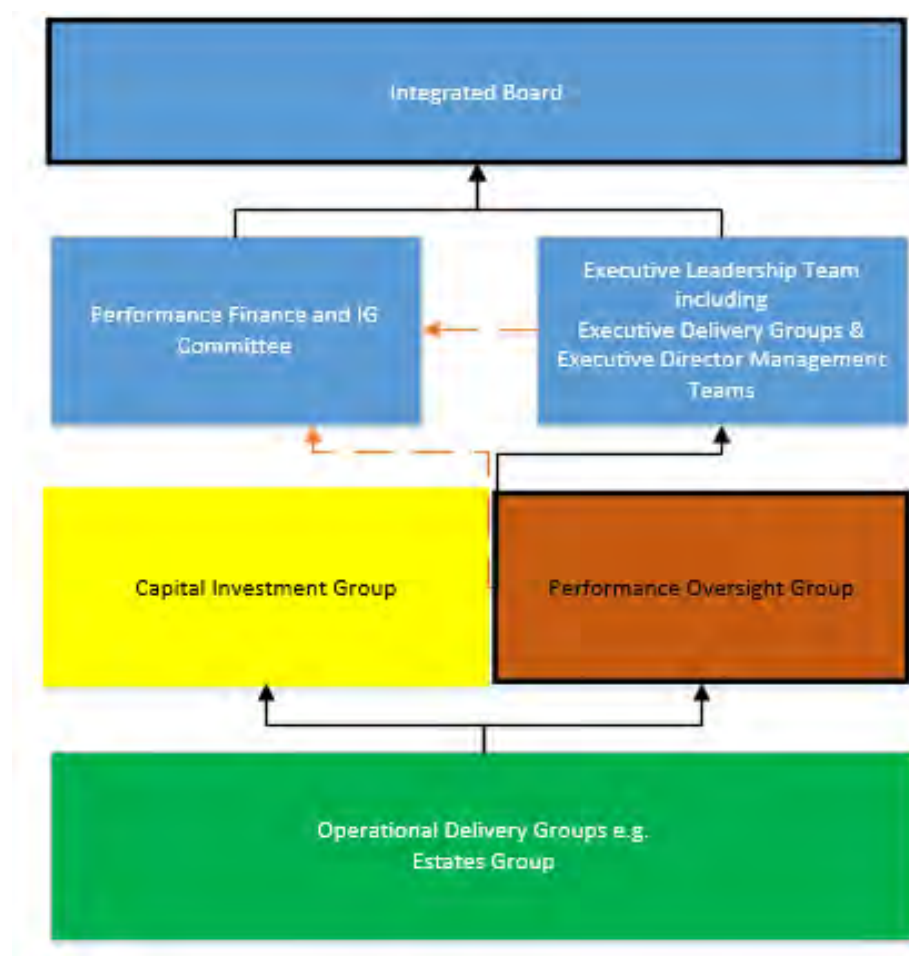 Integrated Board
Performance Finance and IG
Committee
Executive Leadership Team
including
Executive Delivery Groups &
Executive Director Management
Teams
Capital Investment Group
Performance Oversight Group
Operational Delivery Groups e.g.
Estates Group